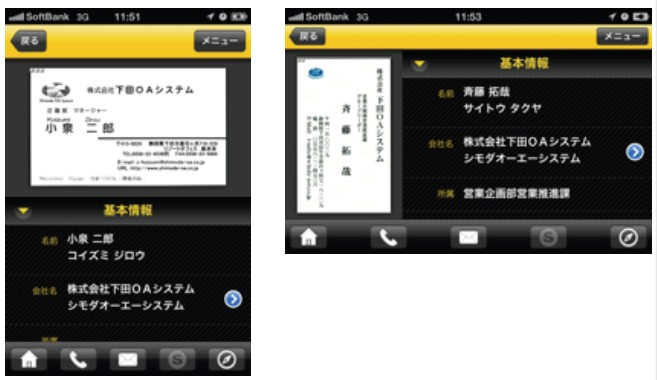 SoftBank 3G 11:51
戻る
メニュー
株式会社下田OAシステム
マネージャー
Koizumi Zirou
小泉 二郎
基本情報
名前 小泉 二郎
コイズミ ジロウ
会社名 株式会社下田OAシステム
シモダオーエーシステム
SoftBank 3G 11:53
戻る
メニュー
株式会社 下田OAシステム
斉藤 拓哉
基本情報
名前 斉藤 拓哉
サイトウ タクヤ
会社名 株式会社下田OAシステム
シモダオーエーシステム
所属 営業企画部営業推進課